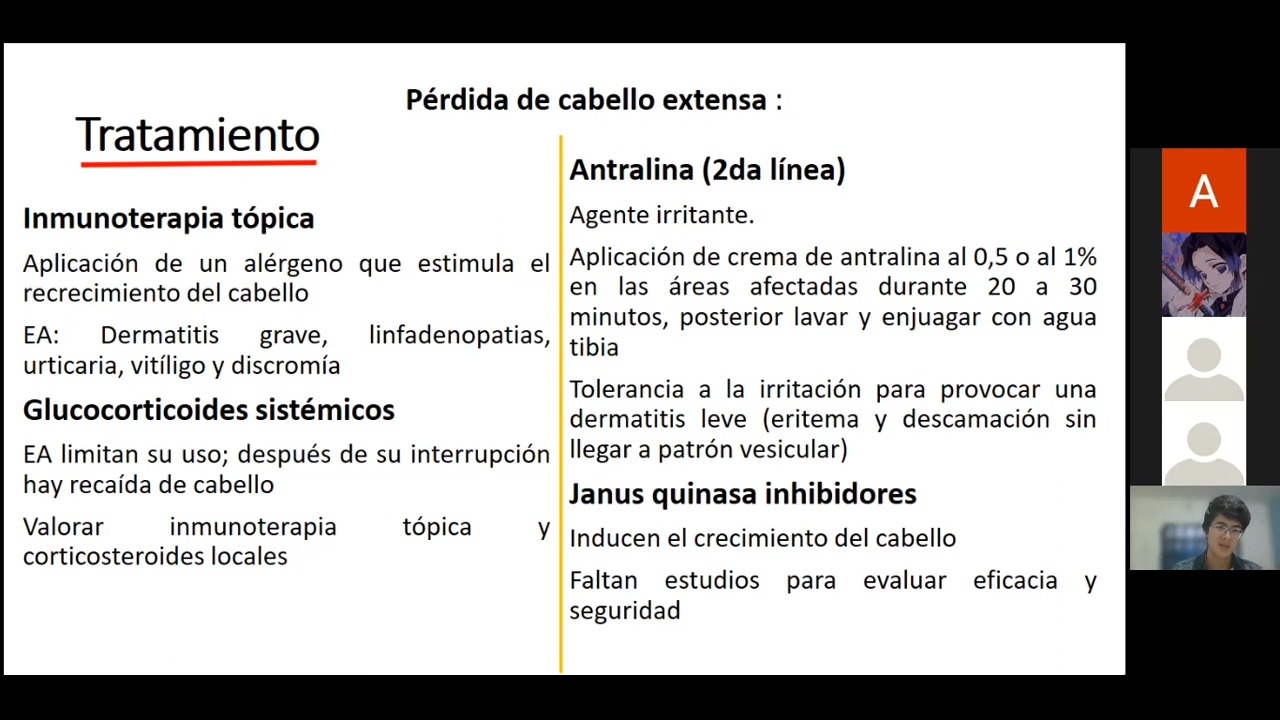 Pérdida de cabello extensa :
Tratamiento
Inmunoterapia tópica
Aplicación de un alérgeno que estimula el
recrecimiento del cabello
EA: Dermatitis grave, linfadenopatias,
urticaria, vitíligo y discromía
Glucocorticoides sistémicos
EA limitan su uso; después de su interrupción
hay recaída de cabello
Valorar inmunoterapia tópica y
corticosteroides locales
Antralina (2da línea)
Agente irritante.
Aplicación de crema de antralina al 0,5 o al 1%
en las áreas afectadas durante 20 a 30
minutos, posterior lavar y enjuagar con agua
tibia
Tolerancia a la irritación para provocar una
dermatitis leve (eritema y descamación sin
llegar a patrón vesicular)
Janus quinasa inhibidores
Inducen el crecimiento del cabello
Faltan estudios para evaluar eficacia y
seguridad
A